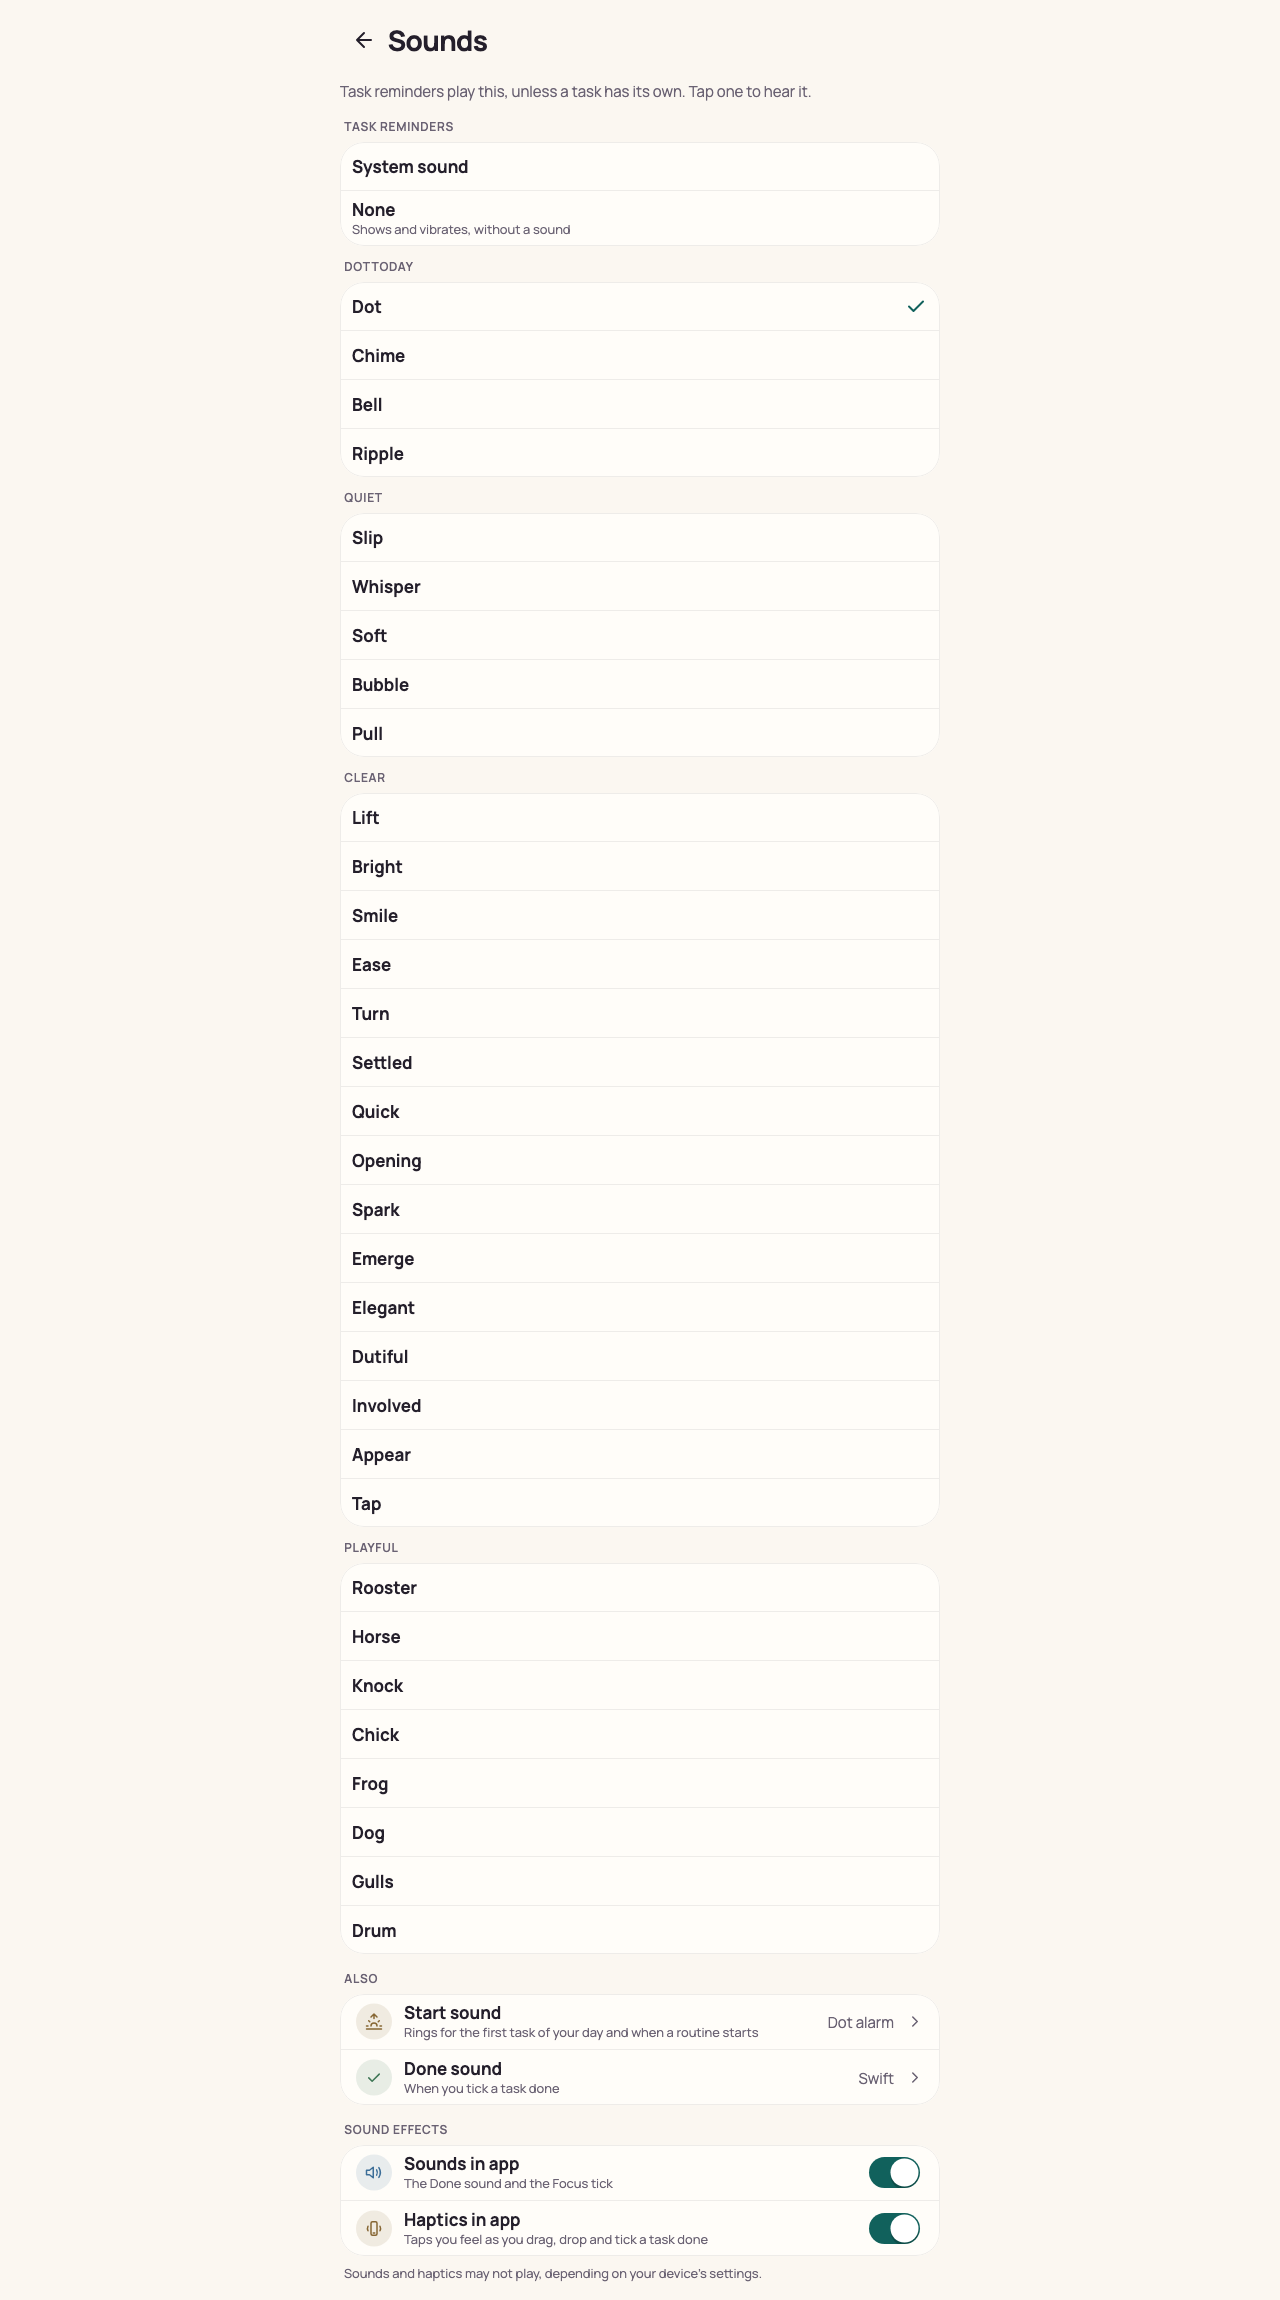 Sounds
Task reminders play this, unless a task has its own. Tap one to hear it.
TASK REMINDERS
System sound
None
Shows and vibrates, without a sound
DOTTODAY
Dot
Chime
Bell
Ripple
QUIET
Slip
Whisper
Soft
Bubble
Pull
CLEAR
Lift
Bright
Smile
Ease
Turn
Settled
Quick
Opening
Spark
Emerge
Elegant
Dutiful
Involved
Appear
Tap
PLAYFUL
Rooster
Horse
Knock
Chick
Frog
Dog
Gulls
Drum
ALSO
Start sound
Rings for the first task of your day and when a routine starts
Dot alarm
Done sound
When you tick a task done
Swift
SOUND EFFECTS
Sounds in app
The Done sound and the Focus tick
Haptics in app
Taps you feel as you drag, drop and tick a task done
Sounds and haptics may not play, depending on your device's settings.